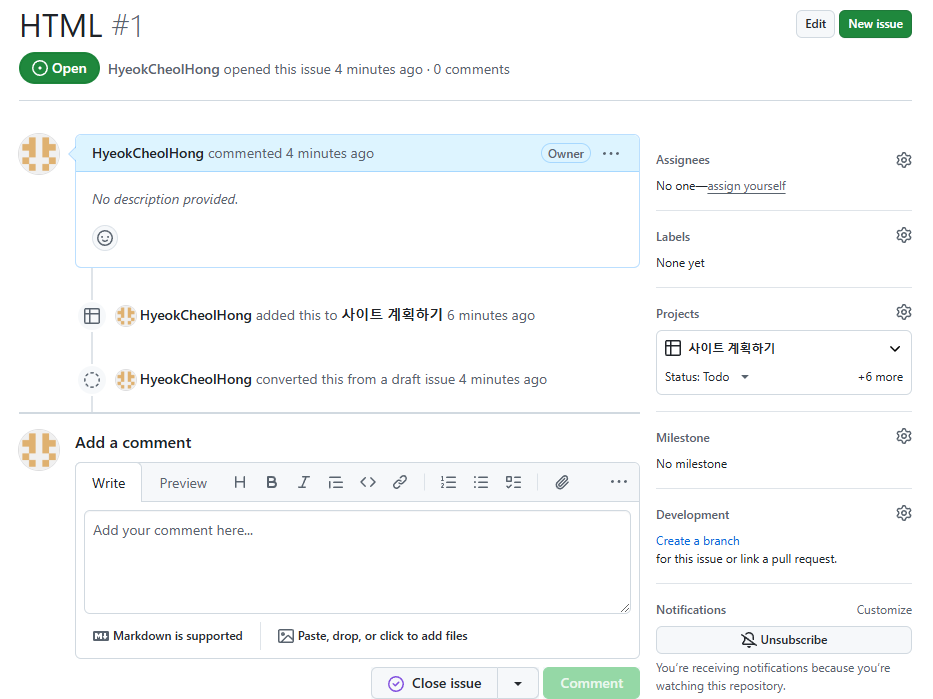 HTML #1
Edit
New issue
Open
HyeokCheolHong opened this issue 4 minutes ago · 0 comments
HyeokCheolHong commented 4 minutes ago
Owner
No description provided.
HyeokCheolHong added this to 사이트 계획하기 6 minutes ago
HyeokCheolHong converted this from a draft issue 4 minutes ago
Add a comment
Write
Preview
Add your comment here...
Markdown is supported
Paste, drop, or click to add files
Close issue
Comment
Assignees
No one—assign yourself
Labels
None yet
Projects
사이트 계획하기
Status: Todo
+6 more
Milestone
No milestone
Development
Create a branch
for this issue or link a pull request.
Notifications
Customize
Unsubscribe
You're receiving notifications because you're
watching this repository.